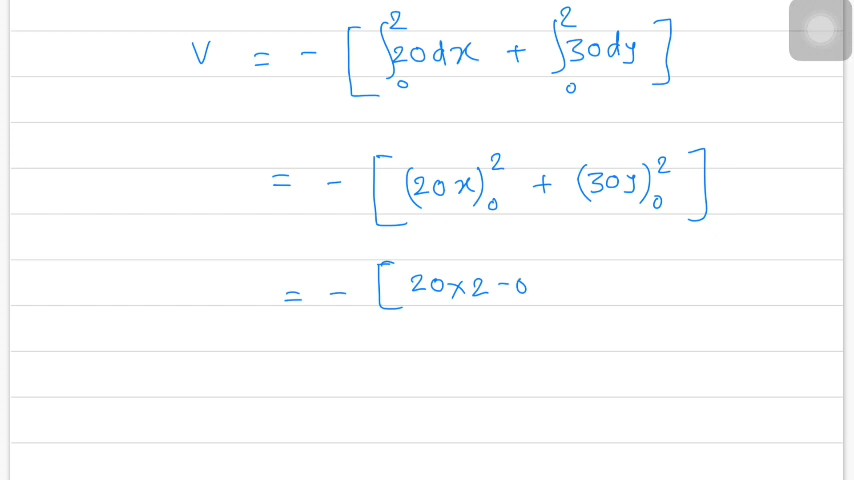 V = - [ ∫₀² 20dx + ∫₀² 30dy ]
= - [ (20x)₀² + (30y)₀² ]
= - [ 20×2 - 0